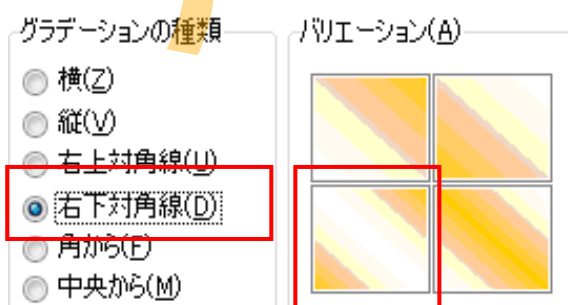 グラデーションの種類
バリエーション(A)
横(Z)
縦(V)
右上対角線(U)
右下対角線(D)
角から(F)
中央から(M)